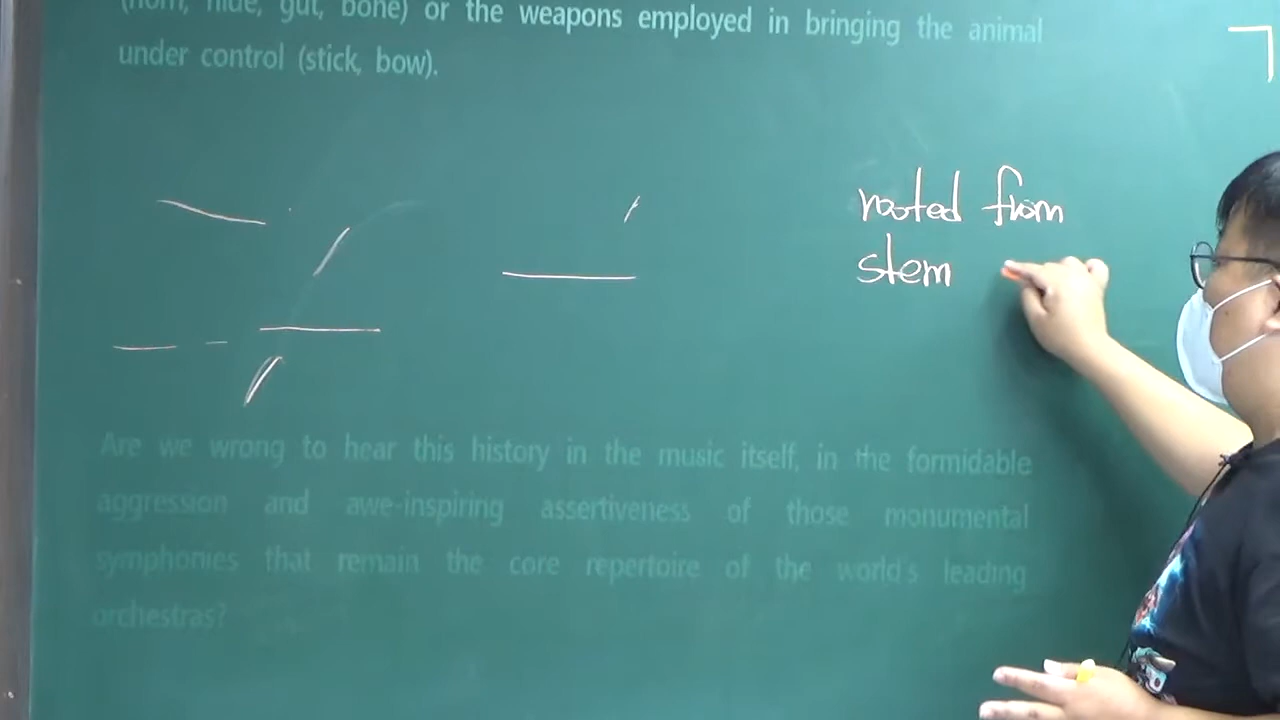 (horn, hide, gut, bone) or the weapons employed in bringing the animal
under control (stick, bow).
rooted from
stem
Are we wrong to hear this history in the music itself, in the formidable
aggression and awe-inspiring assertiveness of those monumental
symphonies that remain the core repertoire of the world's leading
orchestras?